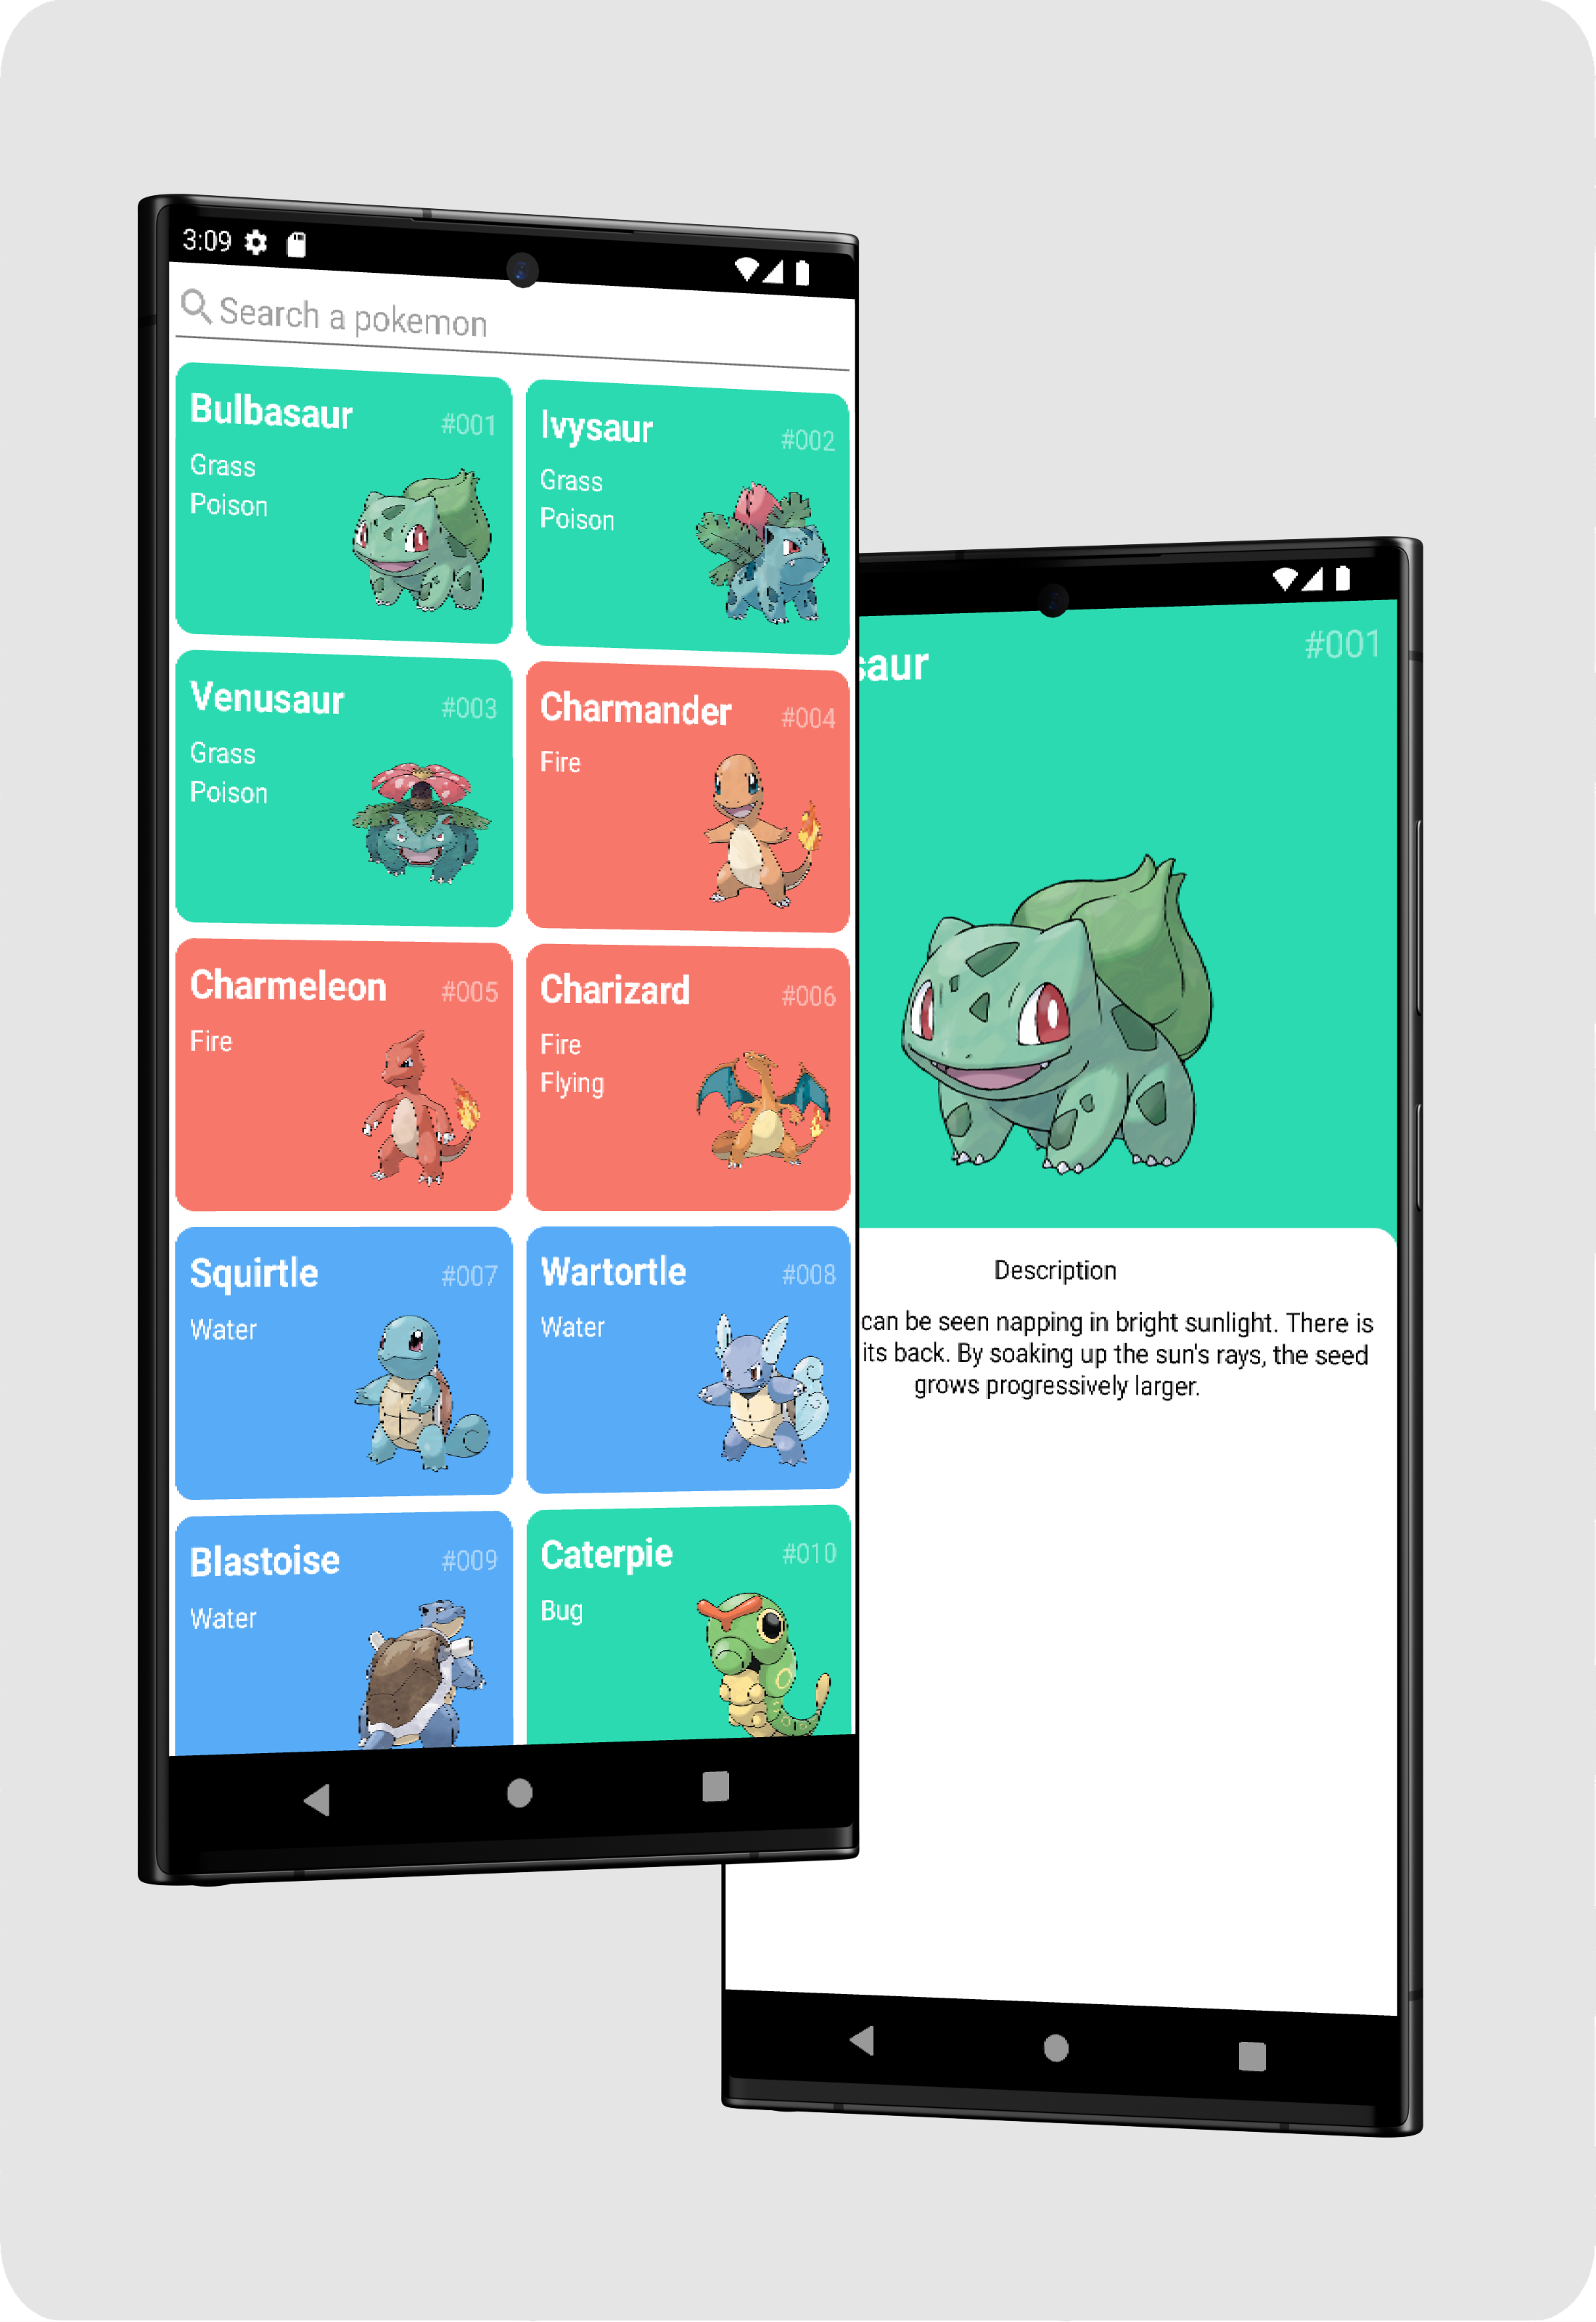 3:09
Search a pokemon
Bulbasaur
#001
Grass
Poison
Ivysaur
#002
Grass
Poison
Venusaur
#003
Grass
Poison
Charmander
#004
Fire
Charmeleon
#005
Fire
Charizard
#006
Fire
Flying
Squirtle
#007
Water
Wartortle
#008
Water
Blastoise
#009
Water
Caterpie
#010
Bug
saur
#001
Description
can be seen napping in bright sunlight. There is
its back. By soaking up the sun's rays, the seed
grows progressively larger.